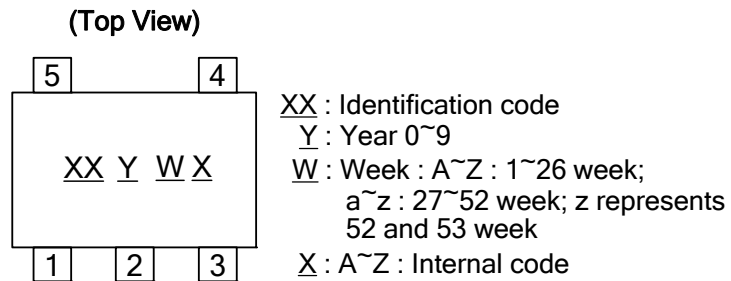 (Top View)
5 4
XX Y W X
1 2 3
XX : Identification code
Y : Year 0~9
W : Week : A~Z : 1~26 week;
a~z : 27~52 week; z represents
52 and 53 week
X : A~Z : Internal code